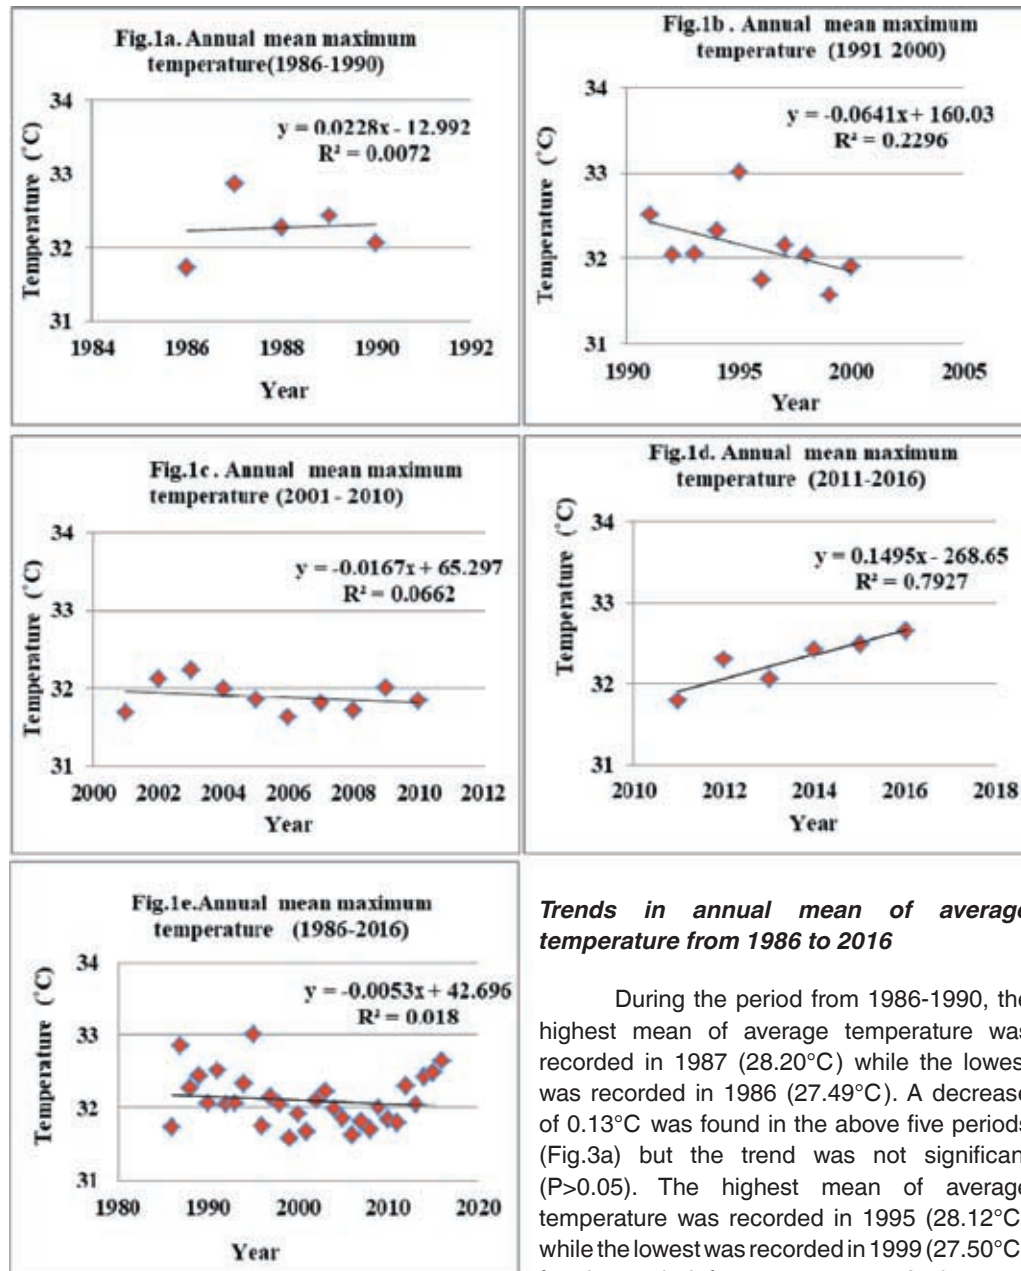 Fig.1a. Annual mean maximum
temperature(1986-1990)
34
33
32
31
Temperature (˚C)
y = 0.0228x - 12.992
R² = 0.0072
1984 1986 1988 1990 1992
Year
Fig.1b . Annual mean maximum
temperature (1991 2000)
34
33
32
31
Temperature (˚C)
y = -0.0641x + 160.03
R² = 0.2296
1990 1995 2000 2005
Year
Fig.1c . Annual mean maximum
temperature (2001 - 2010)
34
33
32
31
Temperature (˚C)
y = -0.0167x + 65.297
R² = 0.0662
2000 2002 2004 2006 2008 2010 2012
Year
Fig.1d. Annual mean maximum
temperature (2011-2016)
34
33
32
31
Temperature (˚C)
y = 0.1495x - 268.65
R² = 0.7927
2010 2012 2014 2016 2018
Year
Fig.1e.Annual mean maximum
temperature (1986-2016)
34
33
32
31
Temperature (˚C)
y = -0.0053x + 42.696
R² = 0.018
1980 1990 2000 2010 2020
Year
Trends in annual mean of average
temperature from 1986 to 2016
During the period from 1986-1990, the
highest mean of average temperature was
recorded in 1987 (28.20°C) while the lowes
was recorded in 1986 (27.49°C). A decrease
of 0.13°C was found in the above five periods
(Fig.3a) but the trend was not significan
(P>0.05). The highest mean of average
temperature was recorded in 1995 (28.12°C
while the lowest was recorded in 1999 (27.50°C